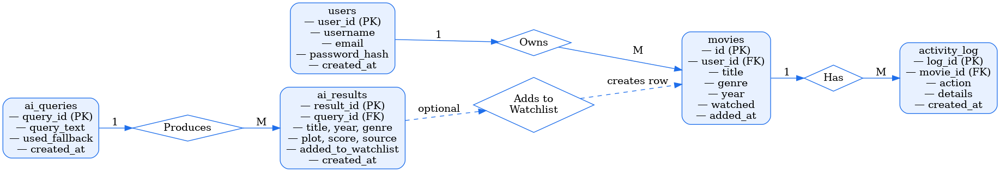 users
— user_id (PK)
— username
— email
— password_hash
— created_at
1
Owns
M
movies
— id (PK)
— user_id (FK)
— title
— genre
— year
— watched
— added_at
1
Has
M
activity_log
— log_id (PK)
— movie_id (FK)
— action
— details
— created_at
ai_queries
— query_id (PK)
— query_text
— used_fallback
— created_at
1
Produces
M
ai_results
— result_id (PK)
— query_id (FK)
— title, year, genre
— plot, score, source
— added_to_watchlist
— created_at
optional
Adds to
Watchlist
creates row